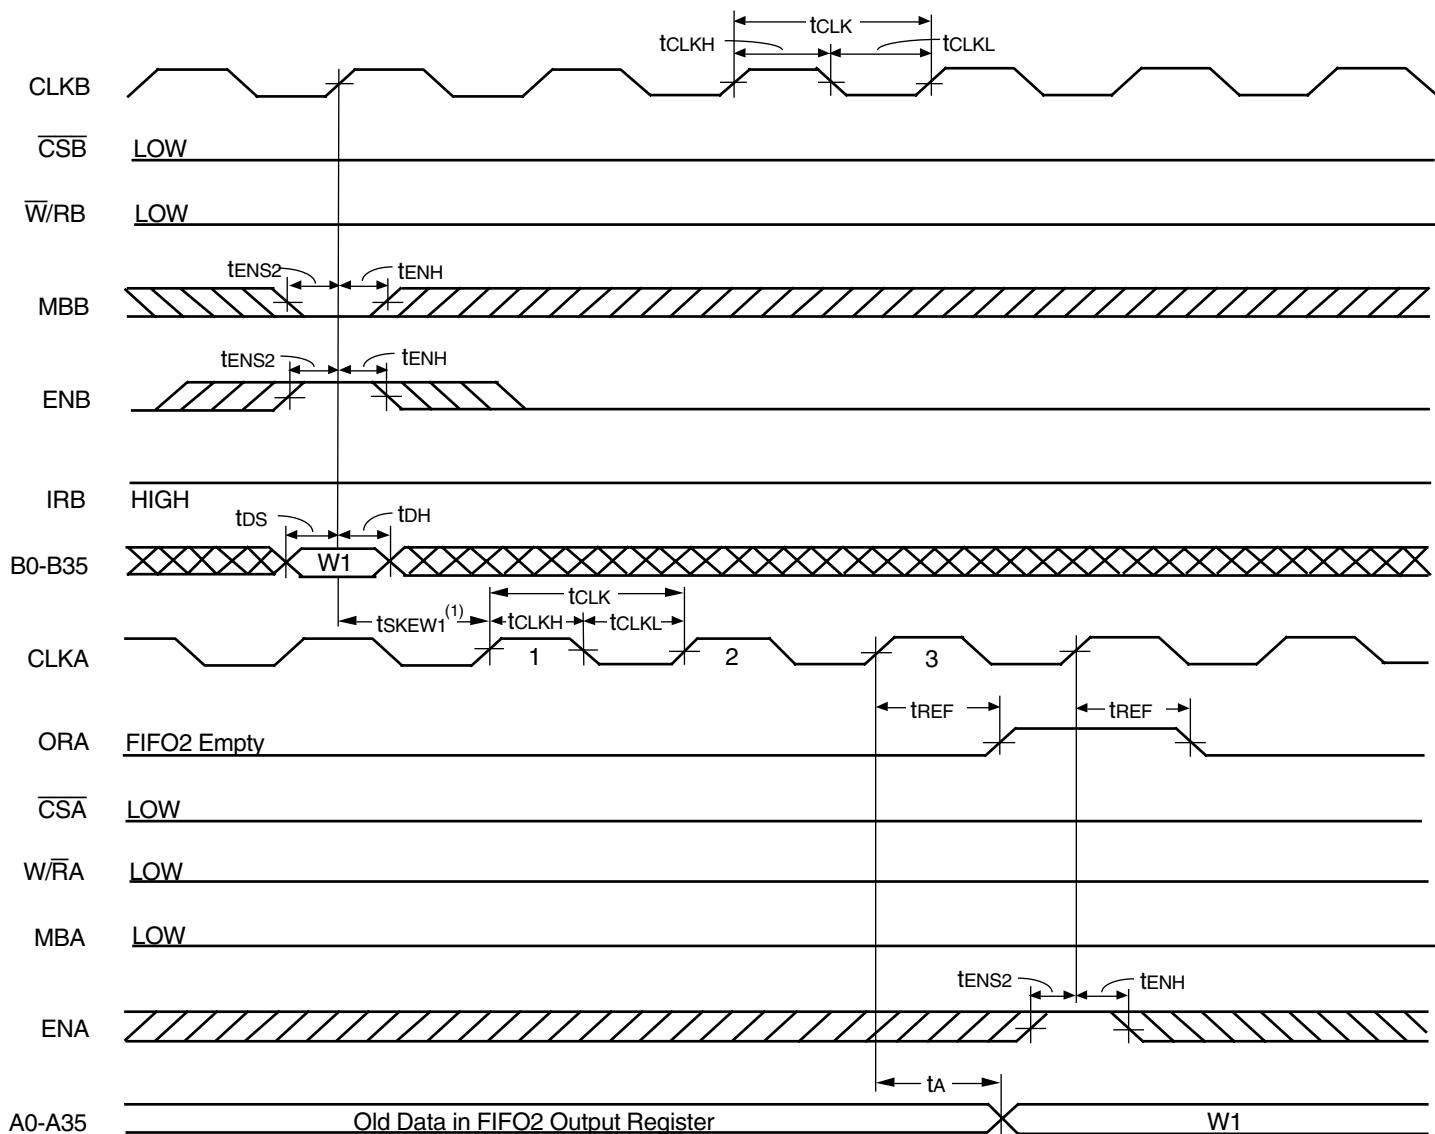 tCLK
tCLKH
tCLKL
CLKB
CSB
LOW
W/RB
LOW
tENS2
tENH
MBB
tENS2
tENH
ENB
IRB
HIGH
tDS
tDH
B0-B35
W1
tCLK
tSKEW1(1)
tCLKH
tCLKL
CLKA
1
2
3
tREF
tREF
ORA
FIFO2 Empty
CSA
LOW
W/RA
LOW
MBA
LOW
tENS2
tENH
ENA
tA
A0-A35
Old Data in FIFO2 Output Register
W1